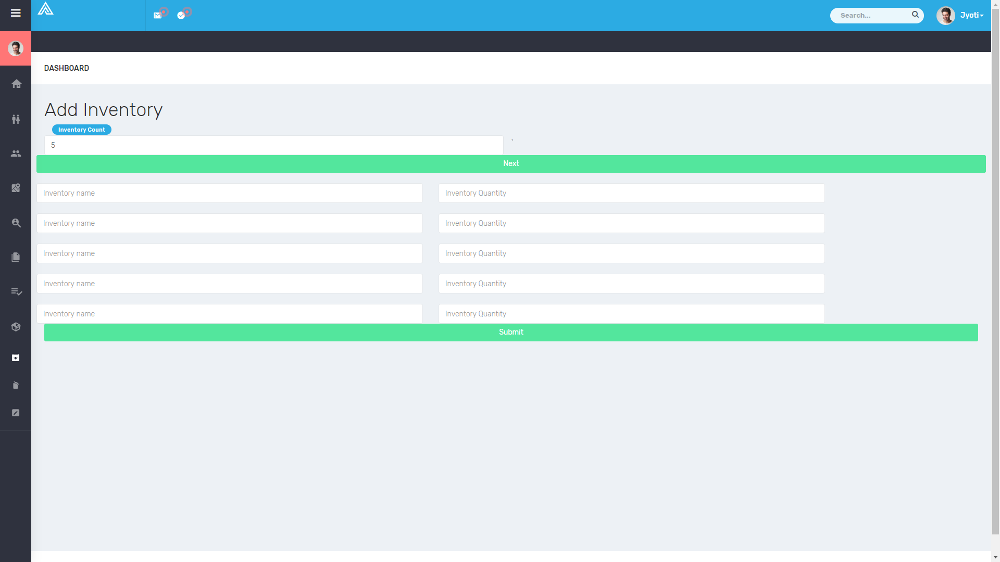 Search...
Jyoti
DASHBOARD
Add Inventory
Inventory Count
5
`
Next
Inventory name Inventory Quantity
Inventory name Inventory Quantity
Inventory name Inventory Quantity
Inventory name Inventory Quantity
Inventory name Inventory Quantity
Submit